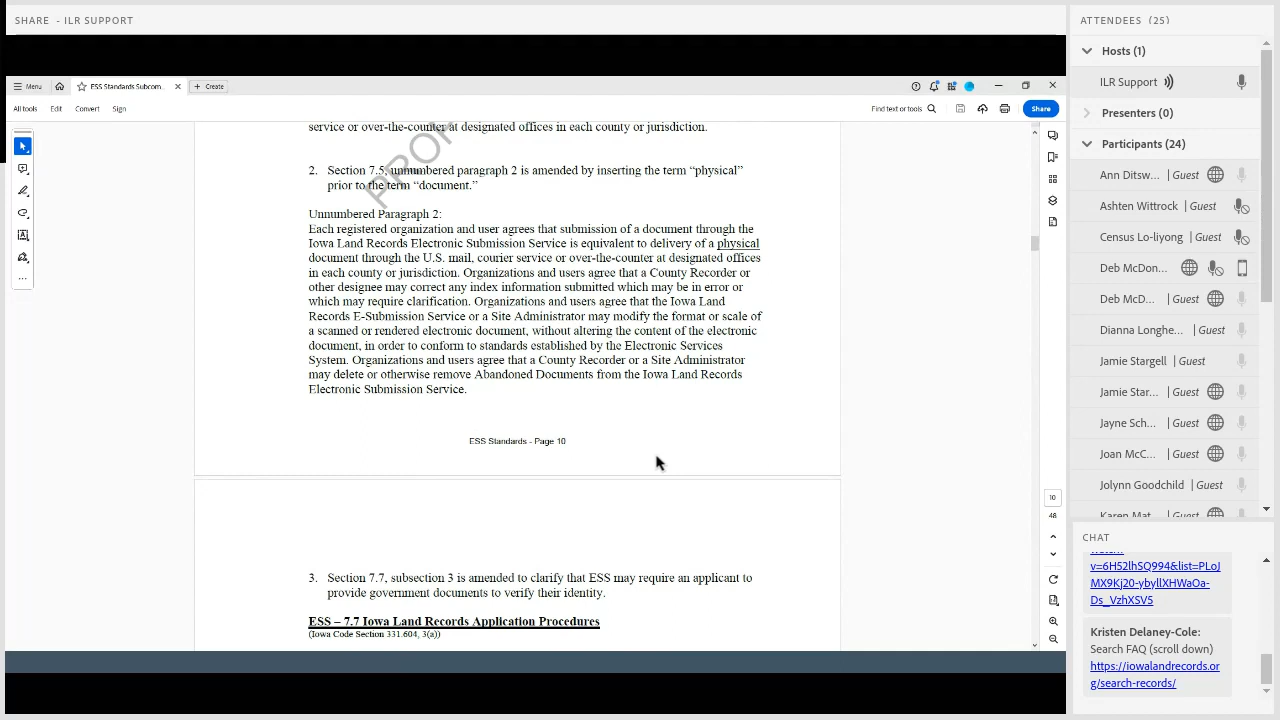 SHARE - ILR SUPPORT
Menu
ESS Standards Subcom...
Create
All tools
Edit
Convert
Sign
Find text or tools
Share
service or over-the-counter at designated offices in each county or jurisdiction.
2. Section 7.5, unnumbered paragraph 2 is amended by inserting the term “physical”
prior to the term “document.”
Unnumbered Paragraph 2:
Each registered organization and user agrees that submission of a document through the
Iowa Land Records Electronic Submission Service is equivalent to delivery of a physical
document through the U.S. mail, courier service or over-the-counter at designated offices
in each county or jurisdiction. Organizations and users agree that a County Recorder or
other designee may correct any index information submitted which may be in error or
which may require clarification. Organizations and users agree that the Iowa Land
Records E-Submission Service or a Site Administrator may modify the format or scale of
a scanned or rendered electronic document, without altering the content of the electronic
document, in order to conform to standards established by the Electronic Services
System. Organizations and users agree that a County Recorder or a Site Administrator
may delete or otherwise remove Abandoned Documents from the Iowa Land Records
Electronic Submission Service.
ESS Standards - Page 10
3. Section 7.7, subsection 3 is amended to clarify that ESS may require an applicant to
provide government documents to verify their identity.
ESS – 7.7 Iowa Land Records Application Procedures
(Iowa Code Section 331.604, 3(a))
10
48
ATTENDEES (25)
Hosts (1)
ILR Support
Presenters (0)
Participants (24)
Ann Ditsw... | Guest
Ashten Wittrock | Guest
Census Lo-liyong | Guest
Deb McDon...
Deb McD... | Guest
Dianna Longhe... | Guest
Jamie Stargell | Guest
Jamie Star... | Guest
Jayne Sch... | Guest
Joan McC... | Guest
Jolynn Goodchild | Guest
Karen Mat... | Guest
CHAT
v=6H52lhSQ994&list=PLoJ
MX9Kj20-ybyllXHWaOa-
Ds_VzhXSV5
Kristen Delaney-Cole:
Search FAQ (scroll down)
https://iowalandrecords.or
g/search-records/